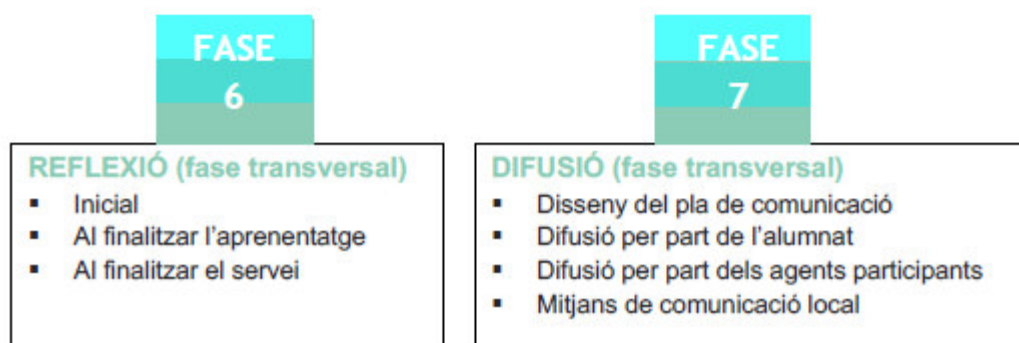 FASE
6
REFLEXIÓ (fase transversal)
▪ Inicial
▪ Al finalitzar l'aprenentatge
▪ Al finalitzar el servei
FASE
7
DIFUSIÓ (fase transversal)
▪ Disseny del pla de comunicació
▪ Difusió per part de l'alumnat
▪ Difusió per part dels agents participants
▪ Mitjans de comunicació local